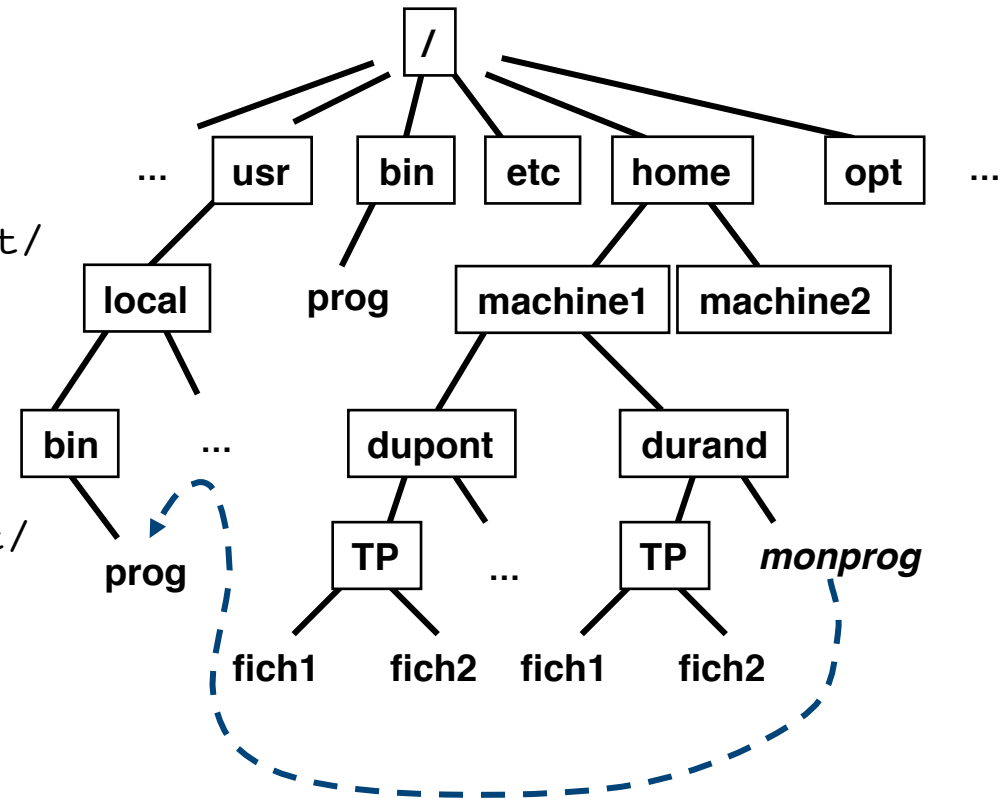 /
... usr bin etc home opt ...
t/
local prog machine1 machine2
bin ... dupont durand
t/
prog TP ... TP monprog
fich1 fich2 fich1 fich2